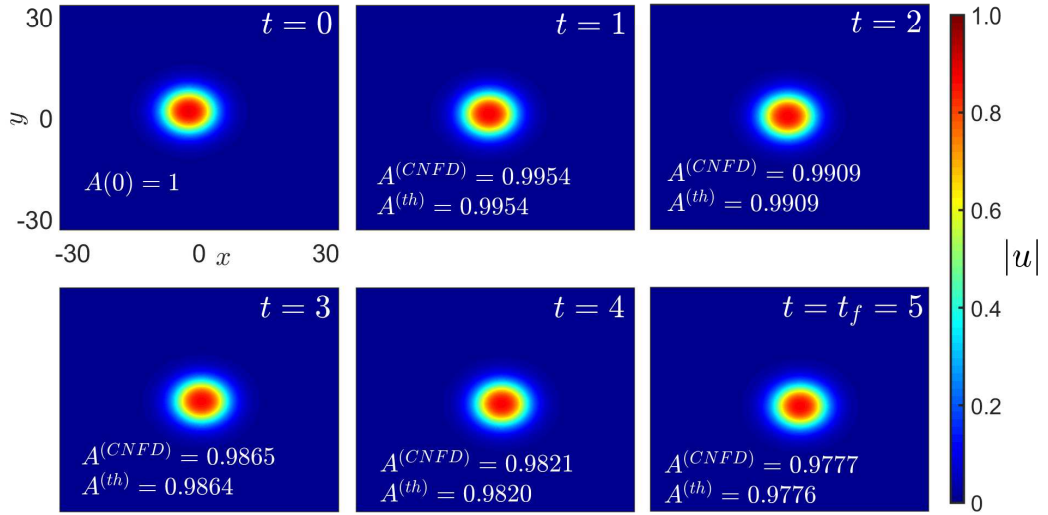 30
0
-30
y
-30
0
x
30
t = 0
A(0) = 1
t = 1
A^{(CNFD)} = 0.9954
A^{(th)} = 0.9954
t = 2
A^{(CNFD)} = 0.9909
A^{(th)} = 0.9909
t = 3
A^{(CNFD)} = 0.9865
A^{(th)} = 0.9864
t = 4
A^{(CNFD)} = 0.9821
A^{(th)} = 0.9820
t = t_f = 5
A^{(CNFD)} = 0.9777
A^{(th)} = 0.9776
1.0
0.8
0.6
0.4
0.2
0
|u|